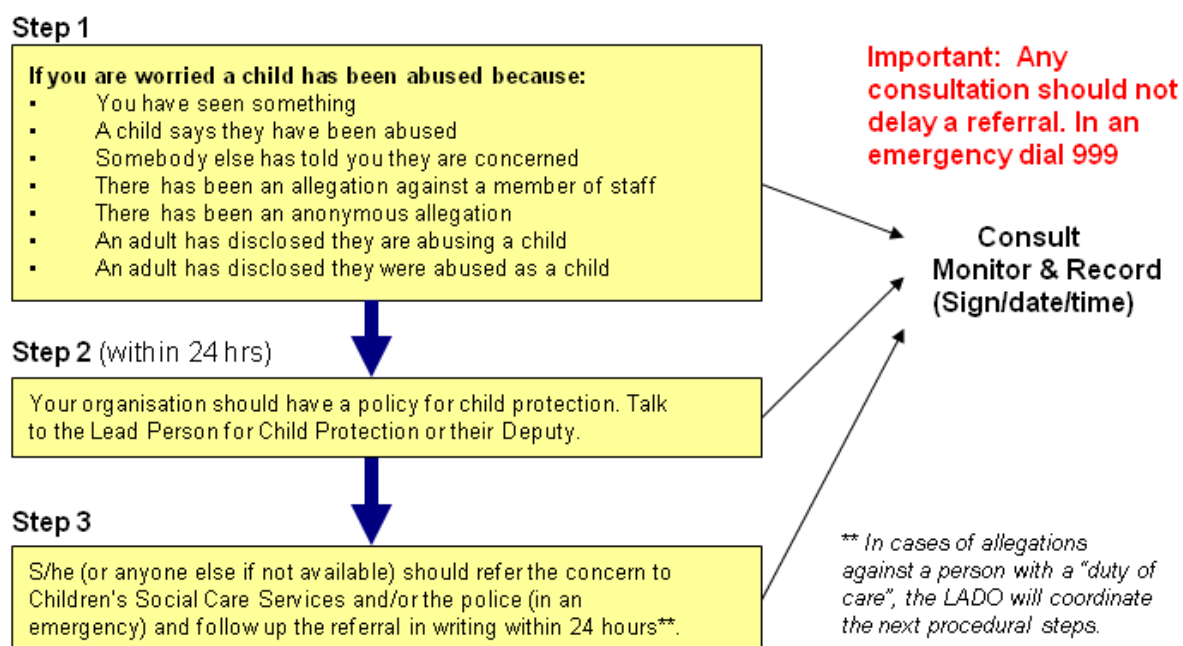 Step 1
If you are worried a child has been abused because:
▪ You have seen something
▪ A child says they have been abused
▪ Somebody else has told you they are concerned
▪ There has been an allegation against a member of staff
▪ There has been an anonymous allegation
▪ An adult has disclosed they are abusing a child
▪ An adult has disclosed they were abused as a child
Important: Any
consultation should not
delay a referral. In an
emergency dial 999
Consult
Monitor & Record
(Sign/date/time)
Step 2 (within 24 hrs)
Your organisation should have a policy for child protection. Talk
to the Lead Person for Child Protection or their Deputy.
Step 3
S/he (or anyone else if not available) should refer the concern to
Children's Social Care Services and/or the police (in an
emergency) and follow up the referral in writing within 24 hours**.
** In cases of allegations
against a person with a "duty of
care", the LADO will coordinate
the next procedural steps.